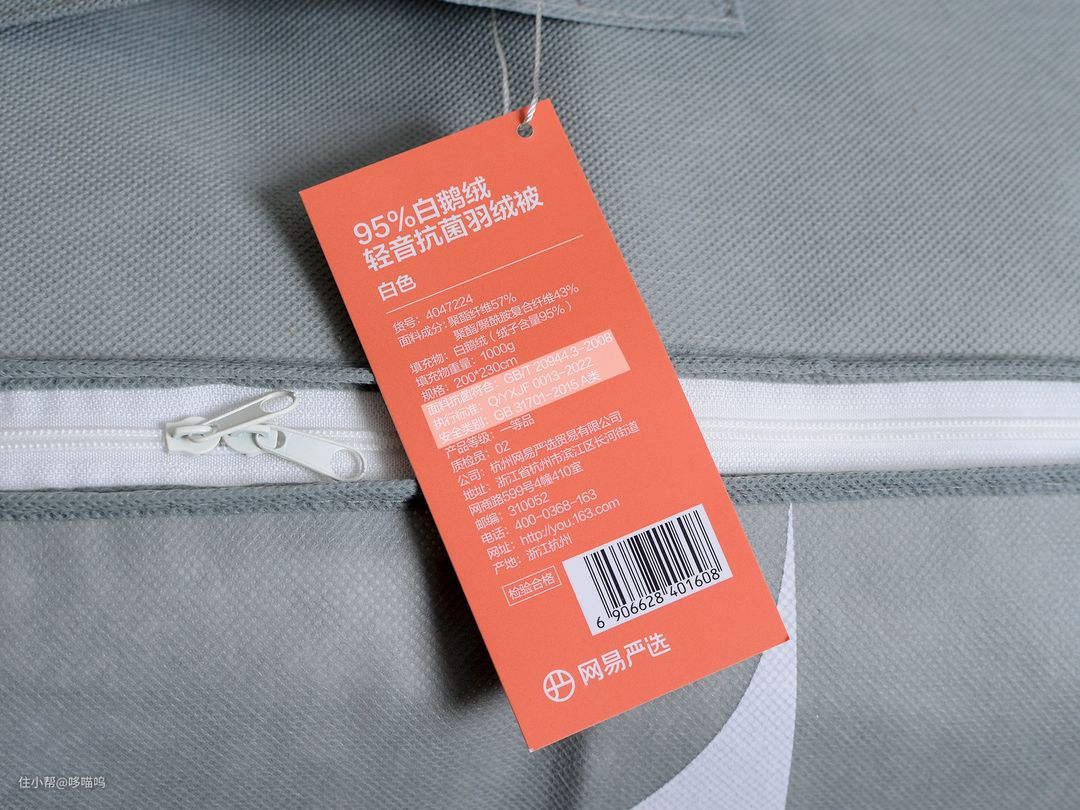 95%白鹅绒
轻音抗菌羽绒被
白色
货号：4047224
面料成分：聚酯纤维57%
聚酯/聚酰胺复合纤维43%
填充物：白鹅绒（绒子含量95%）
填充物重量：1000g
规格：200*230cm
面料抗菌符合：GB/T 20944.3-2008
执行标准：Q/YXJF 0013-2022
安全类别：GB 31701-2015 A类
产品等级：一等品
质检员：02
公司：杭州网易严选贸易有限公司
地址：浙江省杭州市滨江区长河街道
网商路599号4幢410室
邮编：310052
电话：400-0368-163
网址：http://you.163.com
产地：浙江杭州
检验合格
6 906628 401608
网易严选
住小帮@哆喵呜